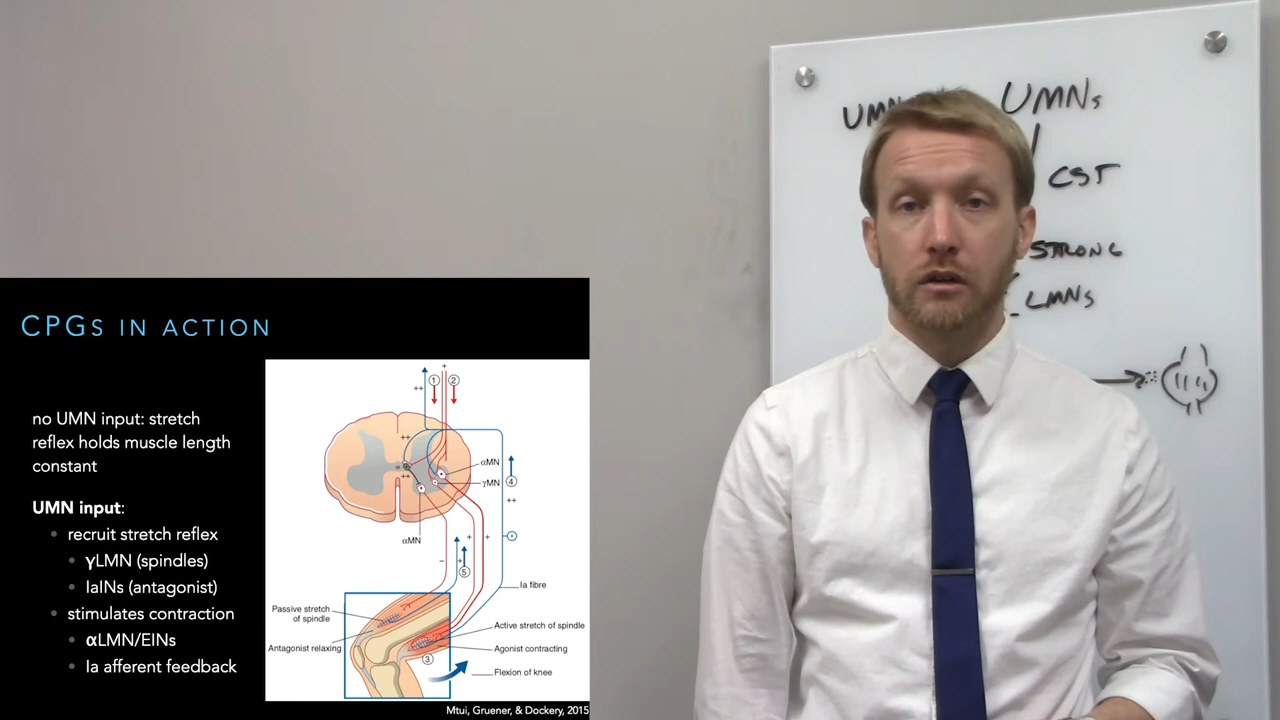 CPGs IN ACTION
no UMN input: stretch
reflex holds muscle length
constant
UMN input:
• recruit stretch reflex
• γLMN (spindles)
• IaINs (antagonist)
• stimulates contraction
• αLMN/EINs
• Ia afferent feedback
+
++
1
2
++
++
αMN
γMN
4
++
αMN
+
+
–
+
5
Ia fibre
Passive stretch
of spindle
Antagonist relaxing
Active stretch of spindle
Agonist contracting
3
Flexion of knee
Mtui, Gruener, & Dockery, 2015
UMN
UMNs
CST
STRONG
LMNs